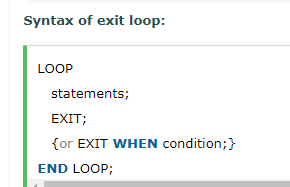 Syntax of exit loop:
LOOP
statements;
EXIT;
{or EXIT WHEN condition;}
END LOOP;